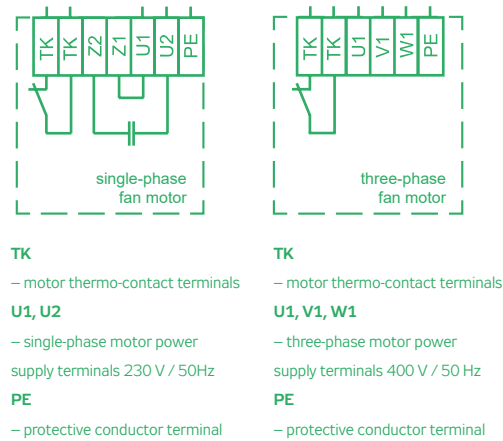 TK TK Z2 Z1 U1 U2 PE
single-phase
fan motor
TK
– motor thermo-contact terminals
U1, U2
– single-phase motor power
supply terminals 230 V / 50Hz
PE
– protective conductor terminal
TK TK U1 V1 W1 PE
three-phase
fan motor
TK
– motor thermo-contact terminals
U1, V1, W1
– three-phase motor power
supply terminals 400 V / 50 Hz
PE
– protective conductor terminal